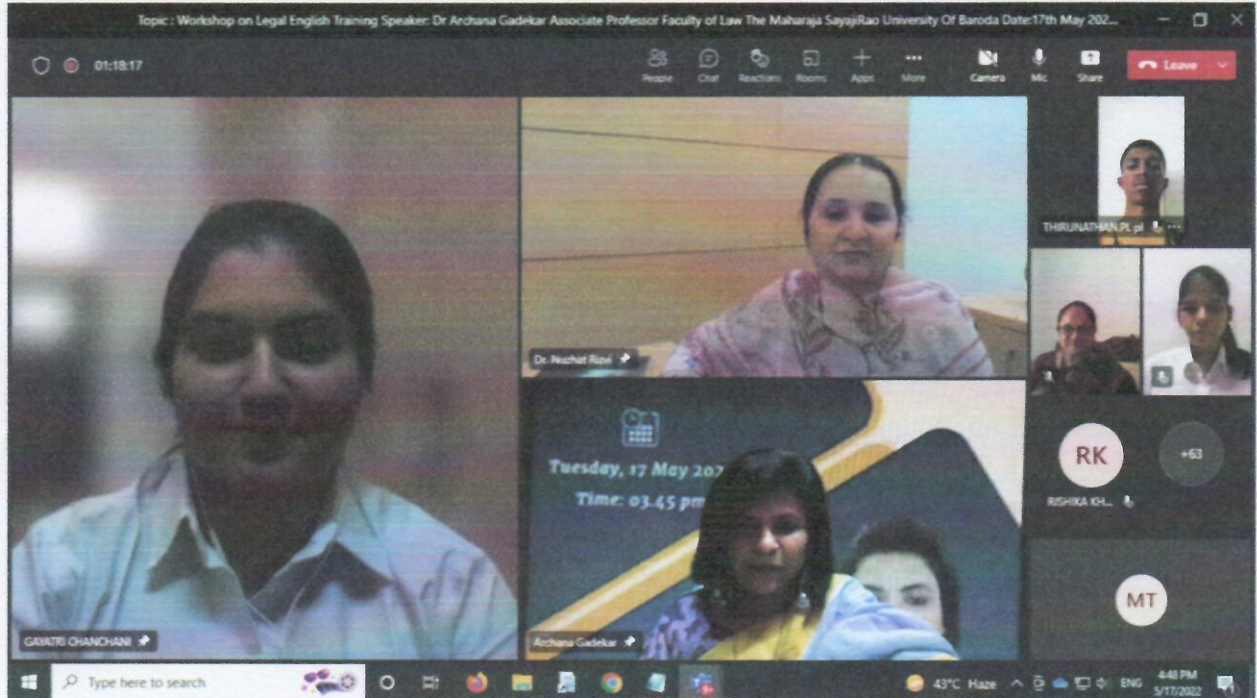 Topic : Workshop on Legal English Training Speaker: Dr Archana Gadekar Associate Professor Faculty of Law The Maharaja SayajiRao University Of Baroda Date:17th May 202...
01:18:17
People Chat Reactions Rooms Apps More Camera Mic Share Leave
THIRUNATHAN.PL pl
Dr. Nuzhat Rizvi
Tuesday, 17 May 202
Time: 03.45 pm
RK
+63
RISHIKA KH...
MT
GAYATRI CHANCHANI
Archana Gadekar
Type here to search
43°C Haze
ENG
4:48 PM
5/17/2022